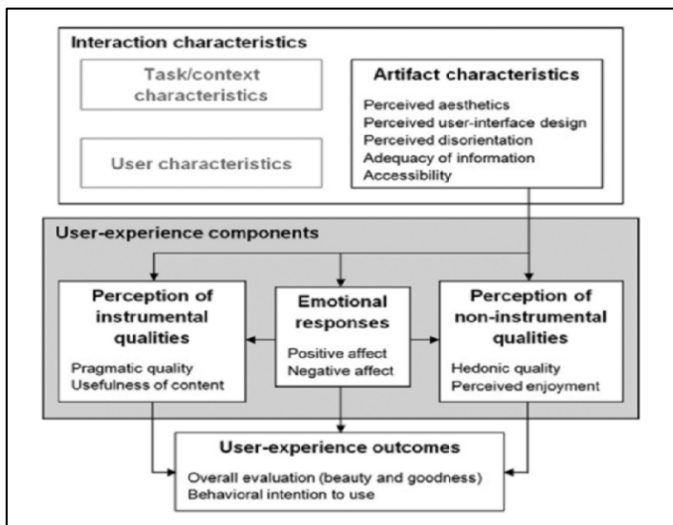 Interaction characteristics
Task/context
characteristics
User characteristics
Artifact characteristics
Perceived aesthetics
Perceived user-interface design
Perceived disorientation
Adequacy of information
Accessibility
User-experience components
Perception of
instrumental
qualities
Pragmatic quality
Usefulness of content
Emotional
responses
Positive affect
Negative affect
Perception of
non-instrumental
qualities
Hedonic quality
Perceived enjoyment
User-experience outcomes
Overall evaluation (beauty and goodness)
Behavioral intention to use